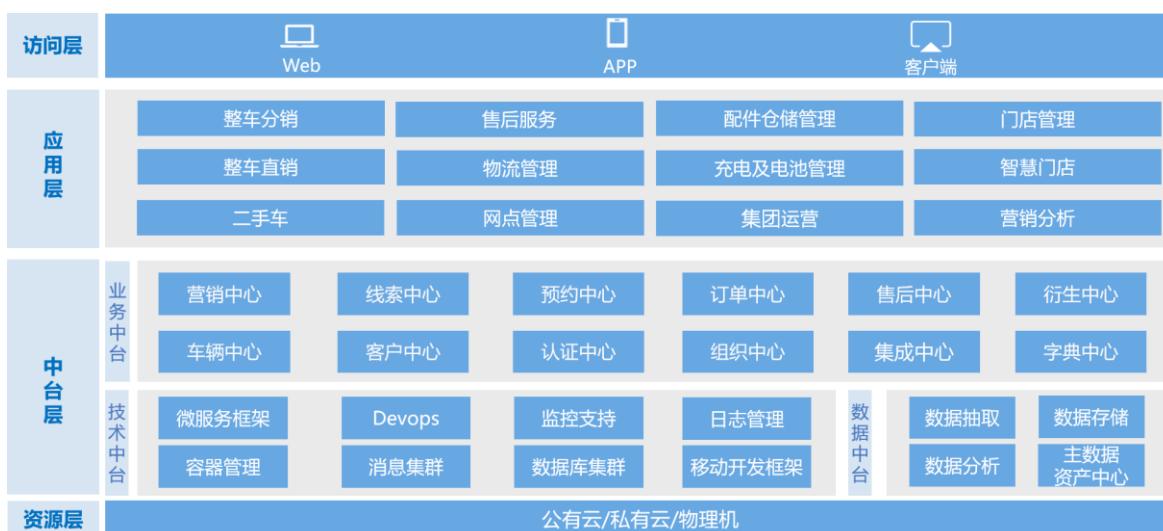 访问层
Web
APP
客户端
应用层
整车分销
售后服务
配件仓储管理
门店管理
整车直销
物流管理
充电及电池管理
智慧门店
二手车
网点管理
集团运营
营销分析
中台层
业务中台
营销中心
线索中心
预约中心
订单中心
售后中心
衍生中心
车辆中心
客户中心
认证中心
组织中心
集成中心
字典中心
技术中台
微服务框架
Devops
监控支持
日志管理
容器管理
消息集群
数据库集群
移动开发框架
数据中台
数据抽取
数据存储
数据分析
主数据
资产中心
资源层
公有云/私有云/物理机